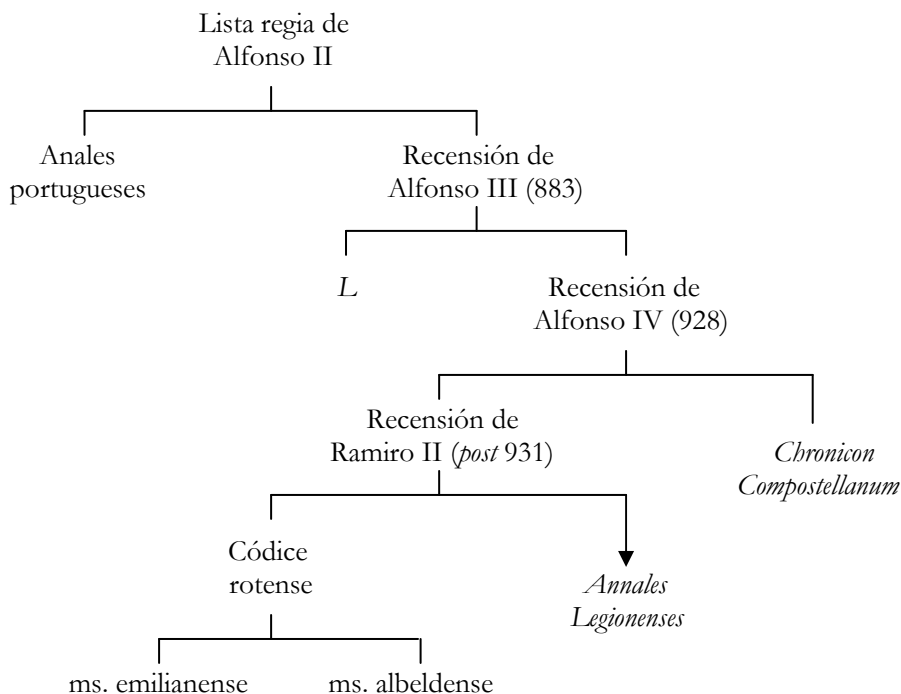 Lista regia de
Alfonso II
Anales
portugueses
Recensión de
Alfonso III (883)
L
Recensión de
Alfonso IV (928)
Recensión de
Ramiro II (post 931)
Chronicon
Compostellanum
Códice
rotense
Annales
Legionenses
ms. emilianense
ms. albeldense